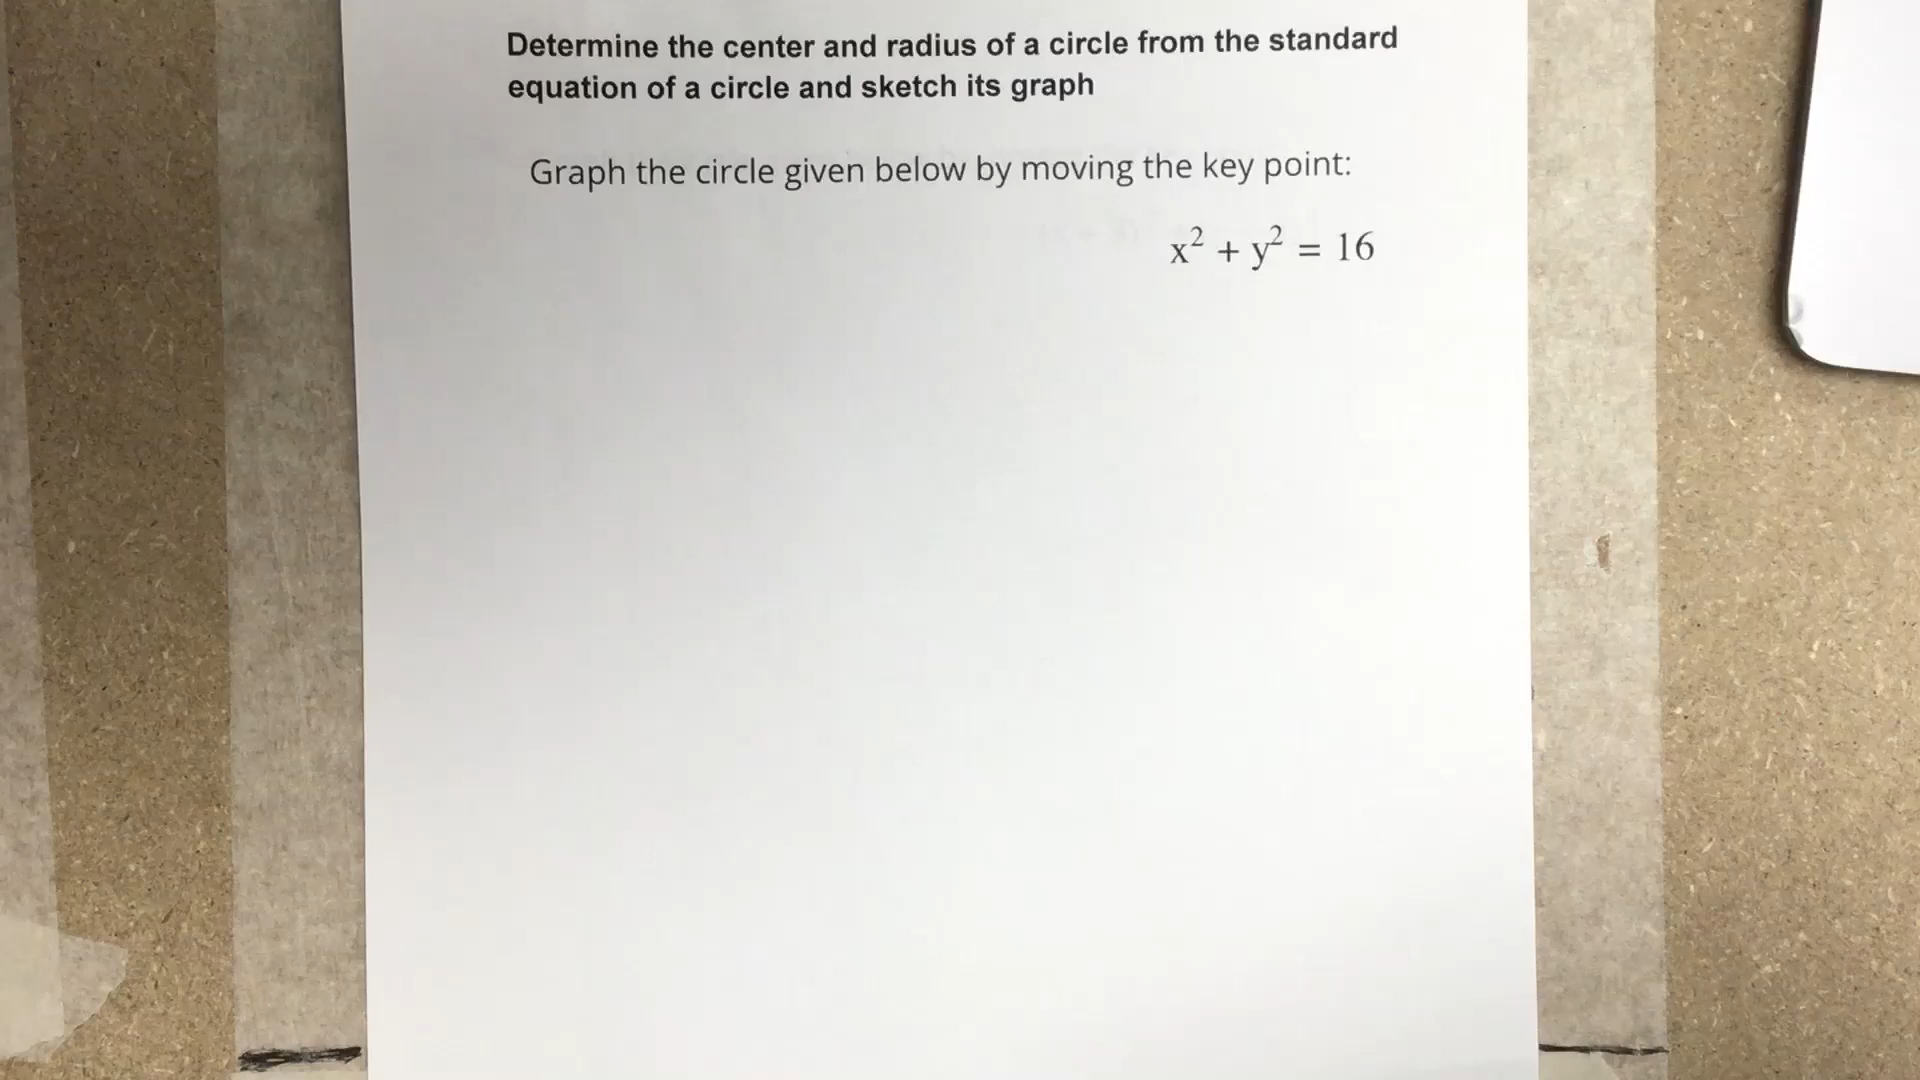 Determine the center and radius of a circle from the standard
equation of a circle and sketch its graph
Graph the circle given below by moving the key point:
x² + y² = 16